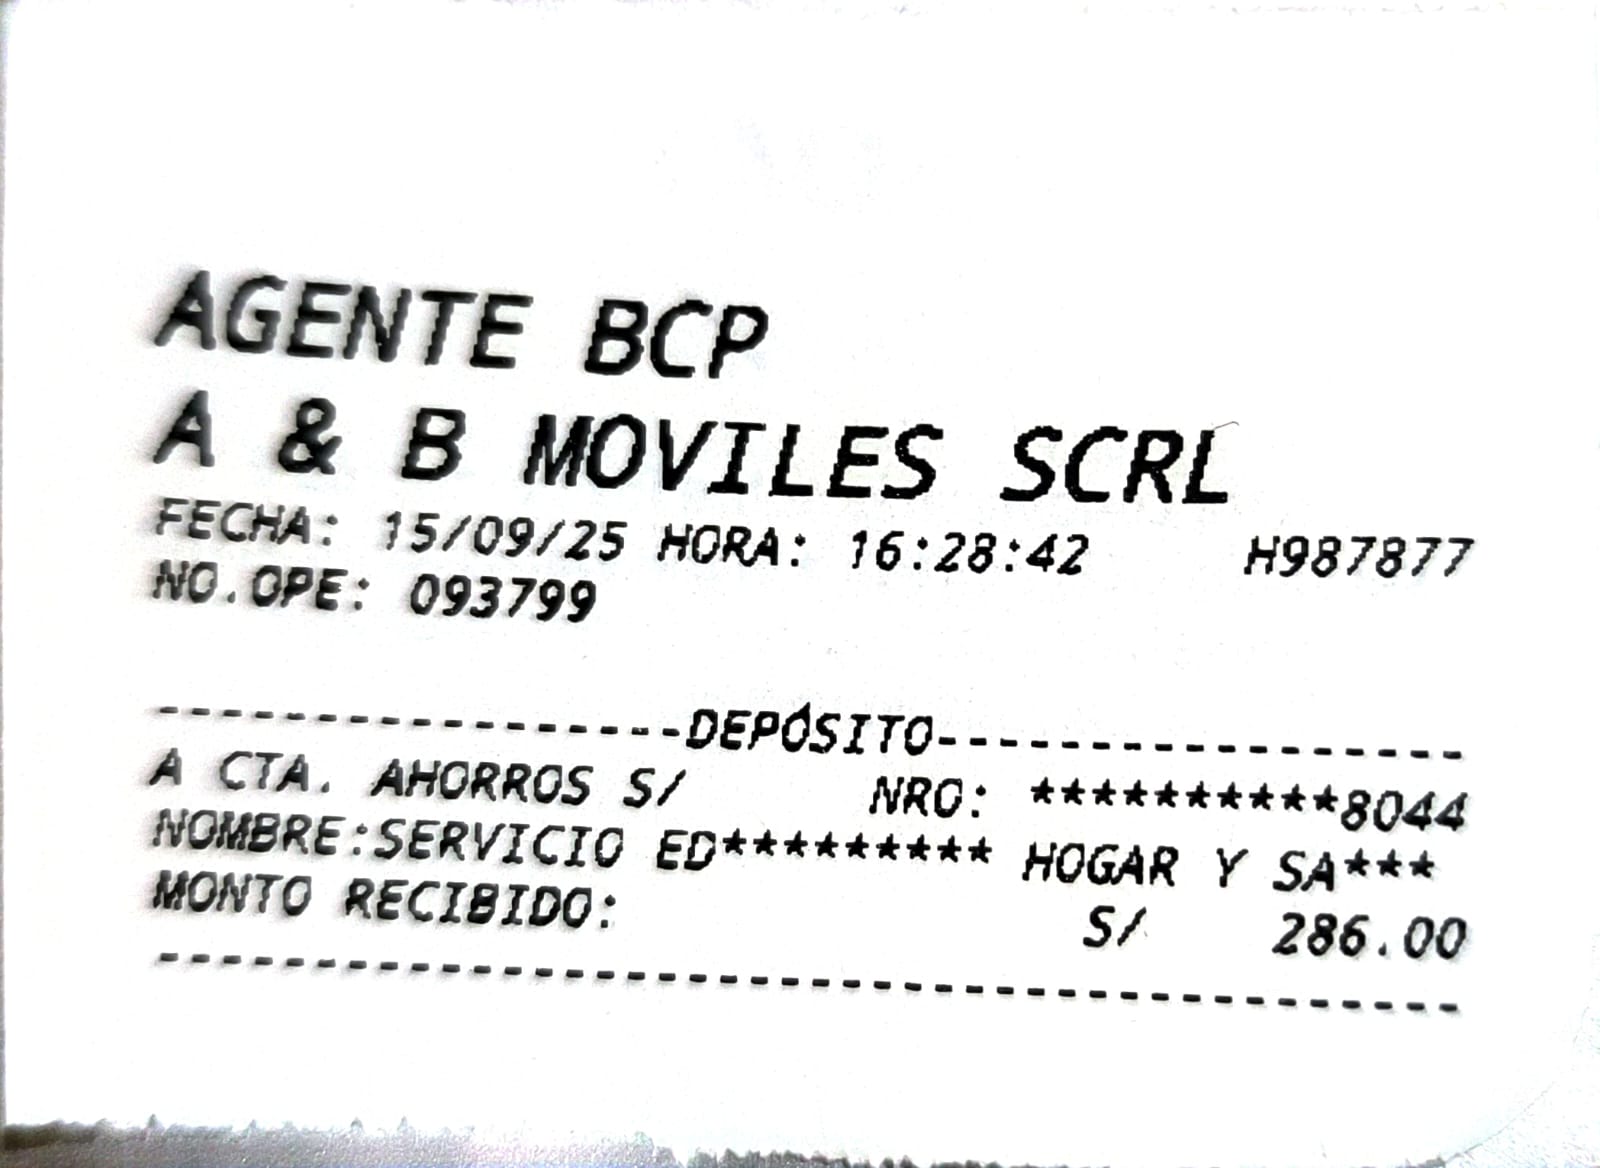 AGENTE BCP
A & B MOVILES SCRL
FECHA: 15/09/25 HORA: 16:28:42 H987877
NO.OPE: 093799
-----------------DEPÓSITO-----------------
A CTA. AHORROS S/ NRO: **********8044
NOMBRE:SERVICIO ED********* HOGAR Y SA***
MONTO RECIBIDO: S/ 286.00
------------------------------------------